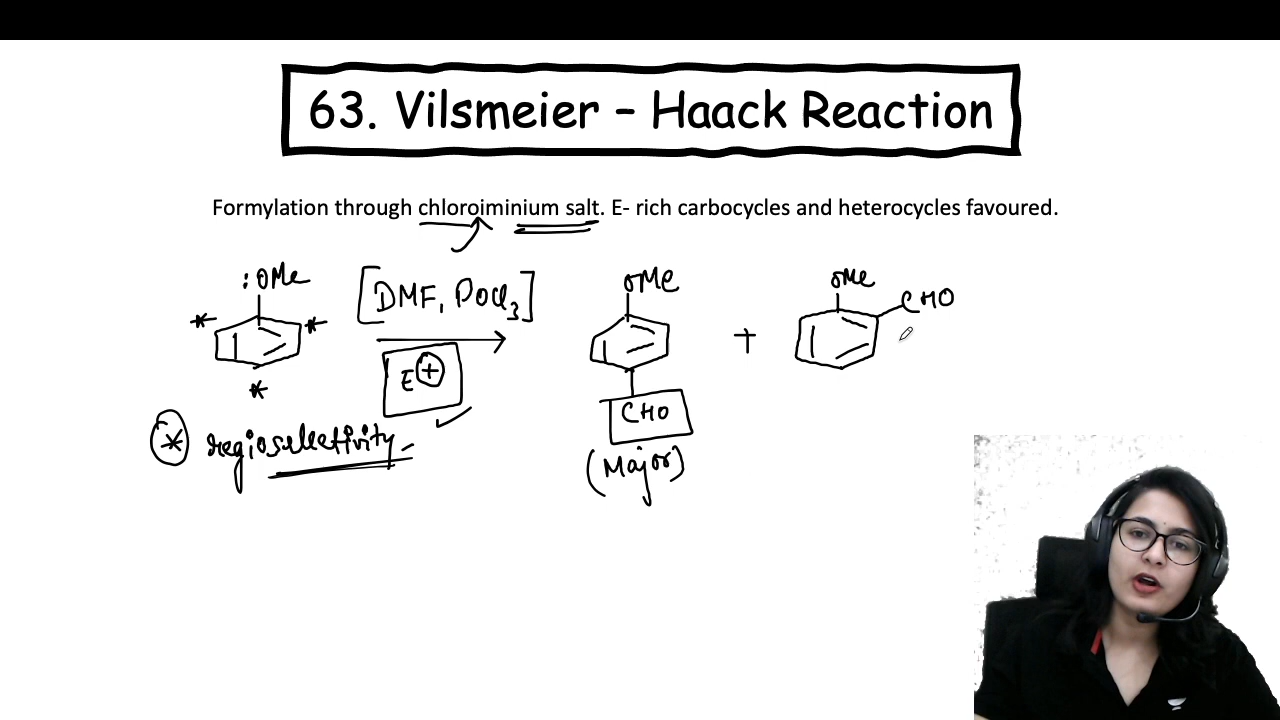 63. Vilsmeier – Haack Reaction
Formylation through chloroiminium salt. E- rich carbocycles and heterocycles favoured.
:OMe
[DMF, POCl₃]
E⊕
* regioselectivity
OMe
CHO
(Major)
+
OMe
CHO